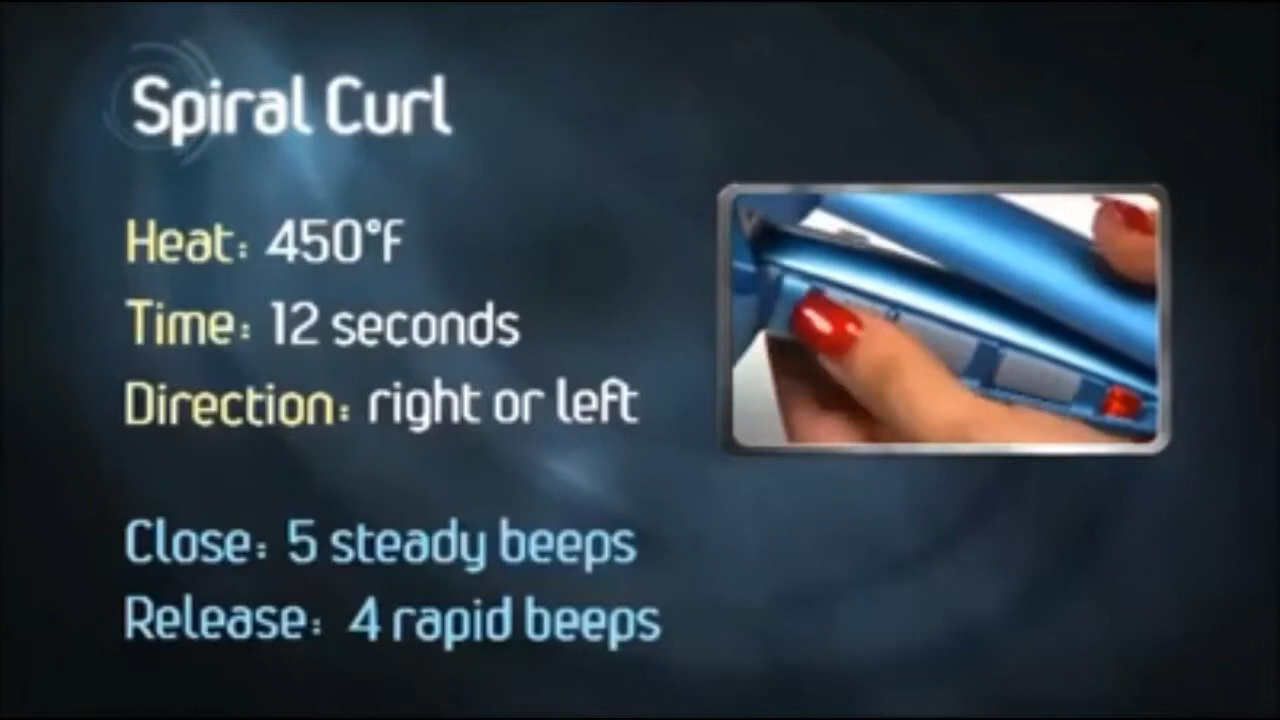 Spiral Curl
Heat: 450°F
Time: 12 seconds
Direction: right or left
Close: 5 steady beeps
Release: 4 rapid beeps